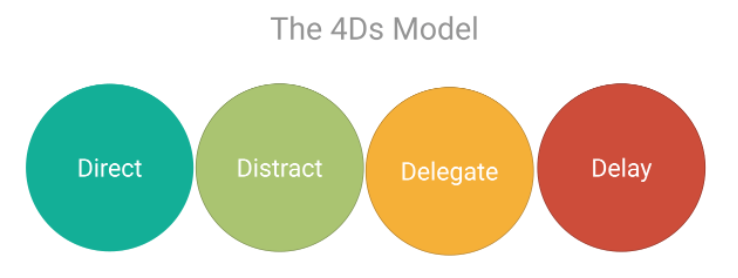 The 4Ds Model
Direct
Distract
Delegate
Delay